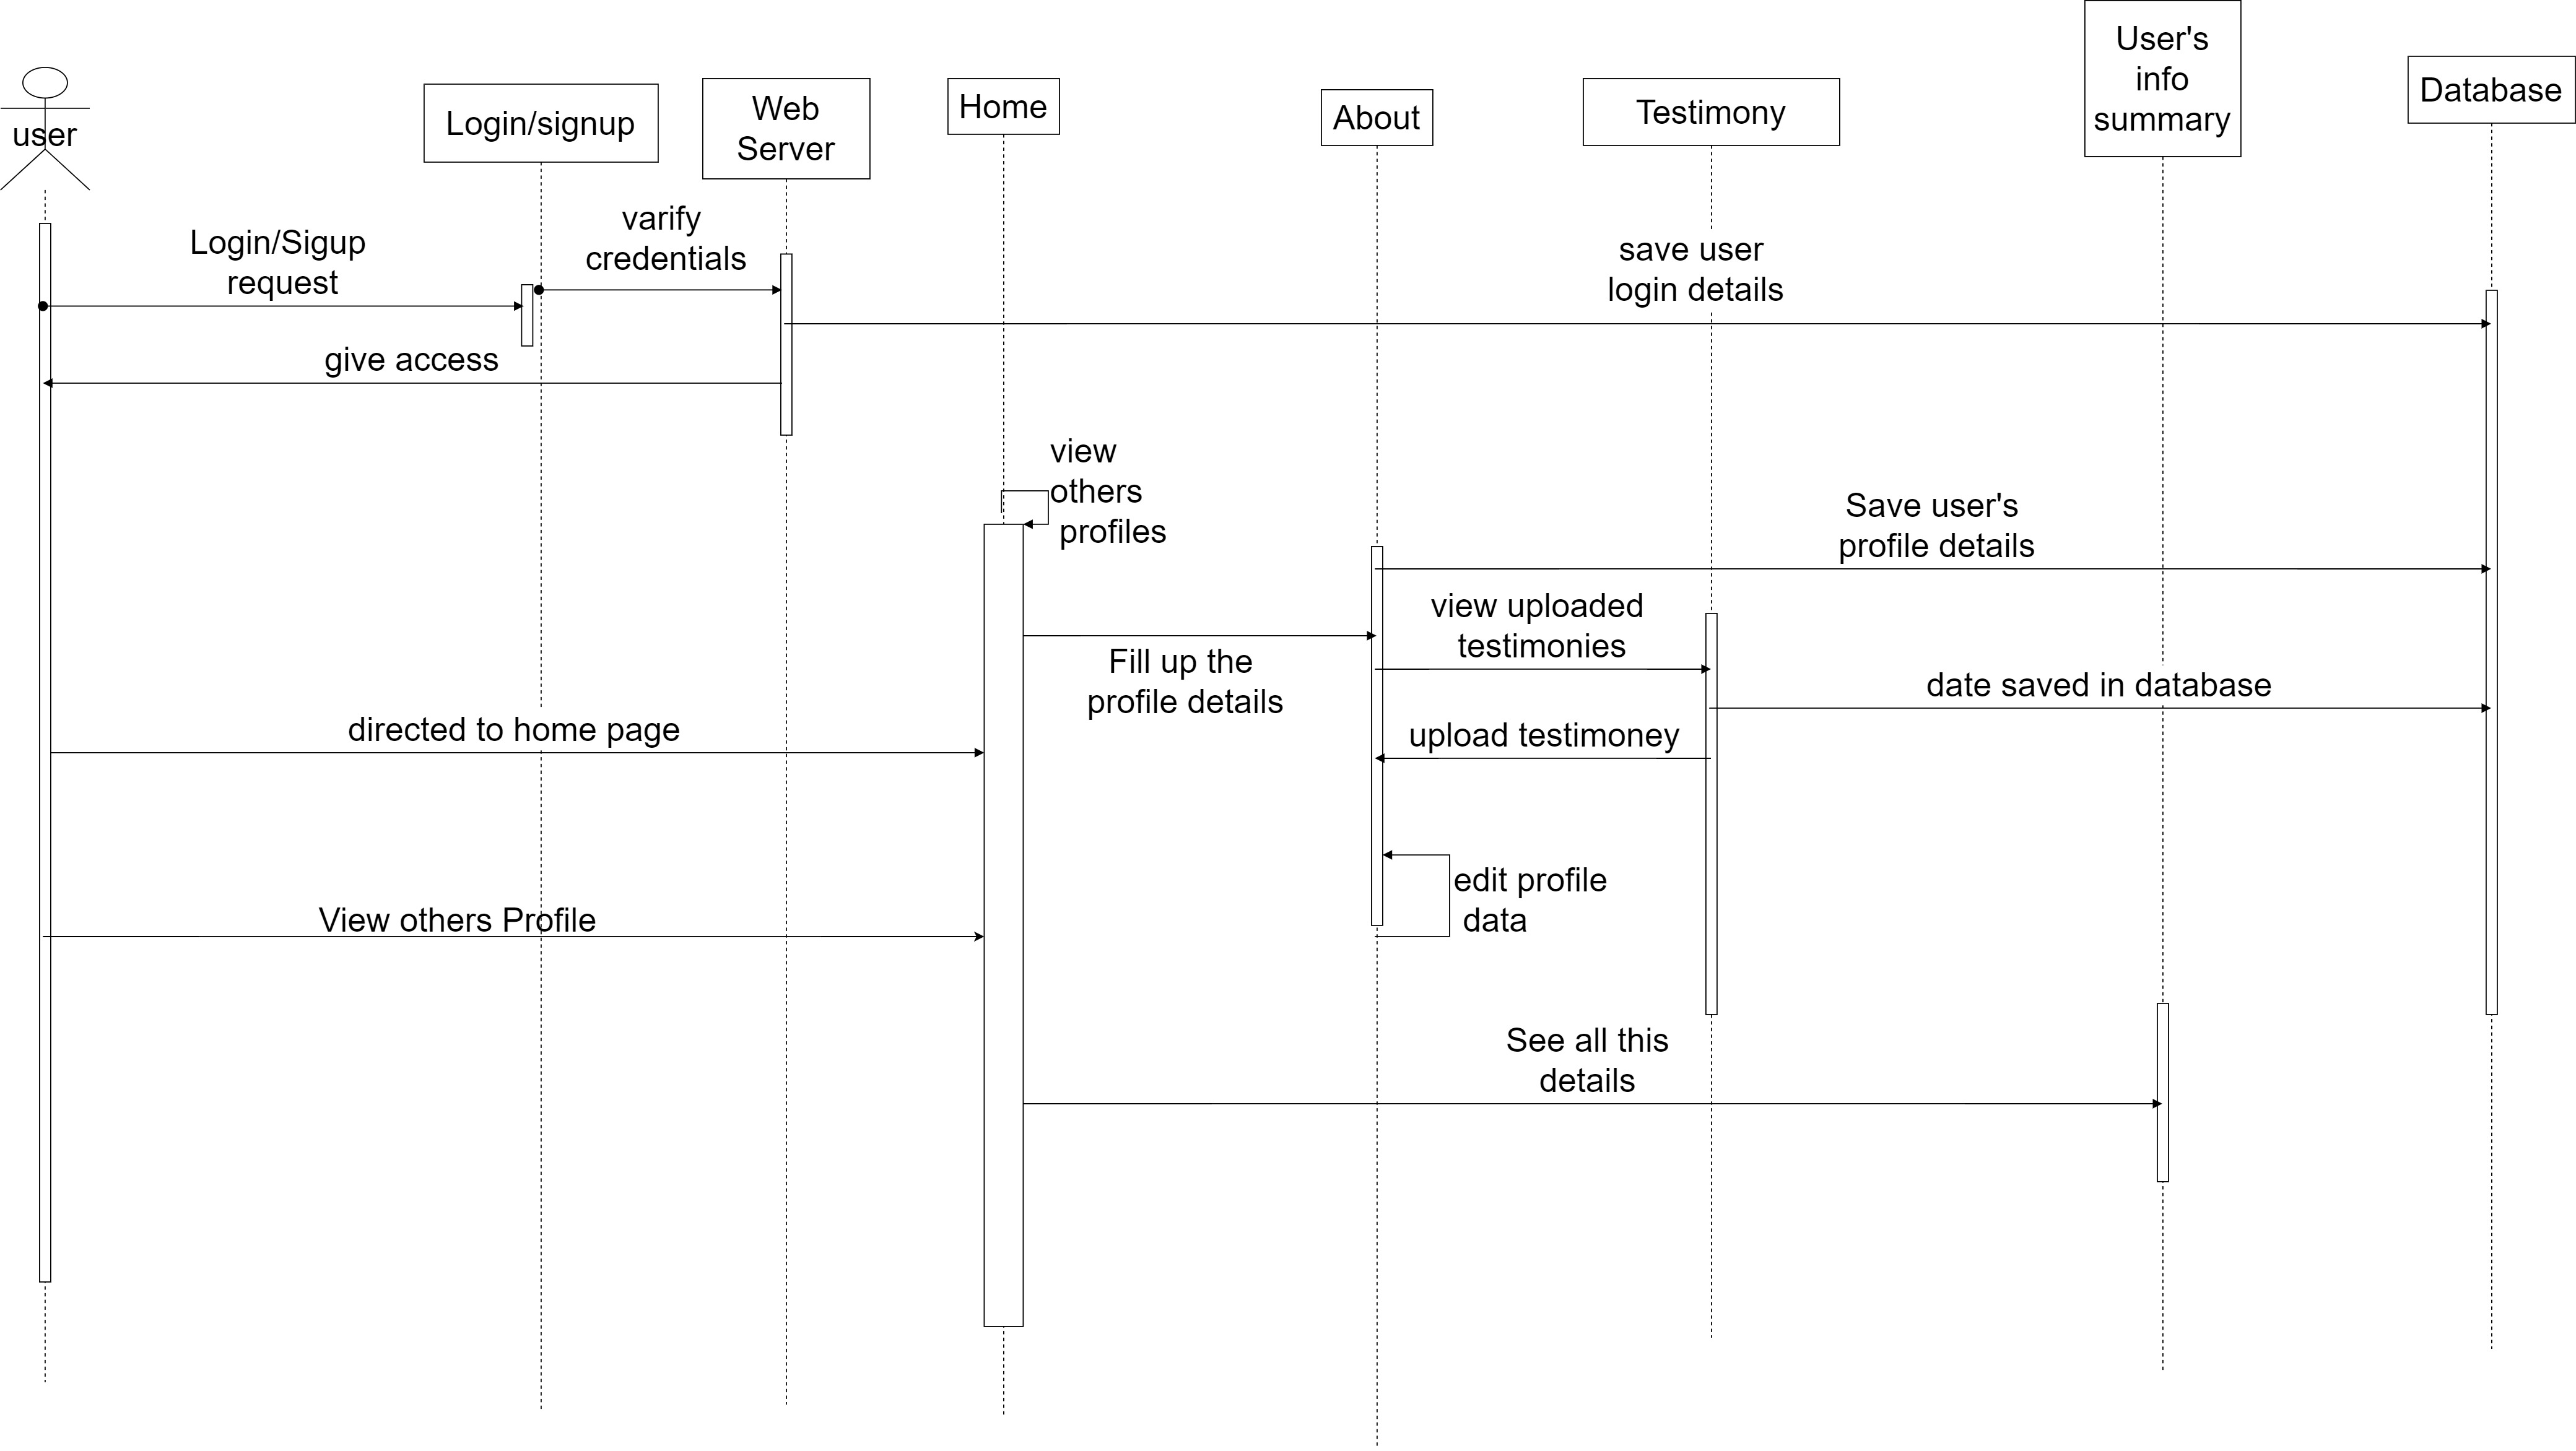 user
Login/signup
Web
Server
Home
About
Testimony
User's
info
summary
Database
Login/Sigup
request
varify
credentials
save user
login details
give access
view
others
profiles
Save user's
profile details
view uploaded
testimonies
Fill up the
profile details
date saved in database
directed to home page
upload testimoney
edit profile
data
View others Profile
See all this
details